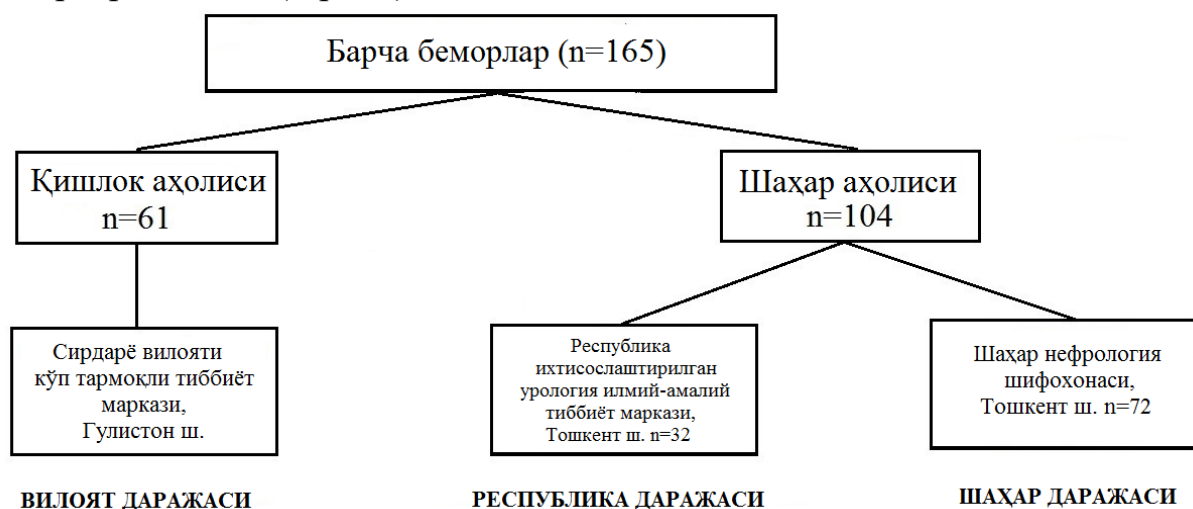 Барча беморлар (n=165)
Қишлок аҳолиси
n=61
Шаҳар аҳолиси
n=104
Сирдарё вилояти
кўп тармоқли тиббиёт
маркази,
Гулистон ш.
Республика
ихтисослаштирилган
урология илмий-амалий
тиббиёт маркази,
Тошкент ш. n=32
Шаҳар нефрология
шифохонаси,
Тошкент ш. n=72
ВИЛОЯТ ДАРАЖАСИ
РЕСПУБЛИКА ДАРАЖАСИ
ШАҲАР ДАРАЖАСИ